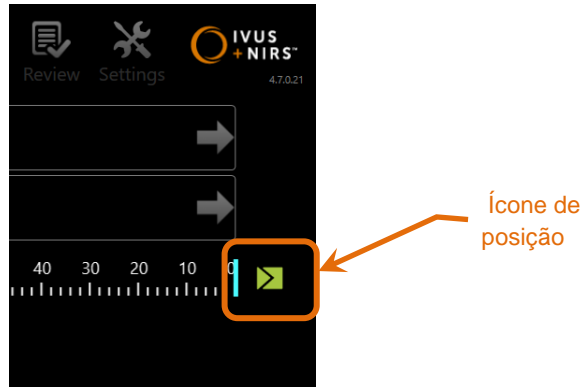 IVUS
+NIRS™
Review Settings
4.7.0.21
40 30 20 10 0
Ícone de
posição